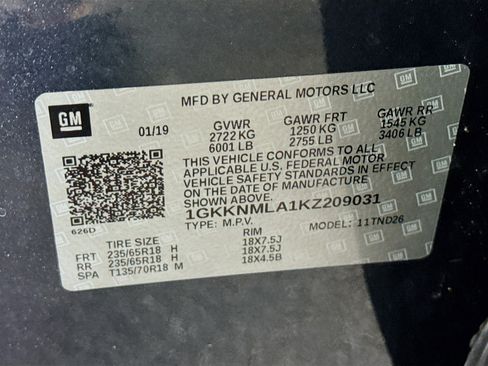 MFD BY GENERAL MOTORS LLC
GM
01/19
GVWR GAWR FRT GAWR RR
2722 KG 1250 KG 1545 KG
6001 LB 2755 LB 3406 LB
THIS VEHICLE CONFORMS TO ALL
APPLICABLE U.S. FEDERAL MOTOR
VEHICLE SAFETY STANDARDS IN EFFECT
ON THE DATE OF MANUFACTURE
SHOWN ABOVE.
1GKKNMLA1KZ209031
626D
TYPE: M.P.V. MODEL: 11TND26
TIRE SIZE RIM
FRT 235/65R18 H 18X7.5J
RR 235/65R18 H 18X7.5J
SPA T135/70R18 M 18X4.5B